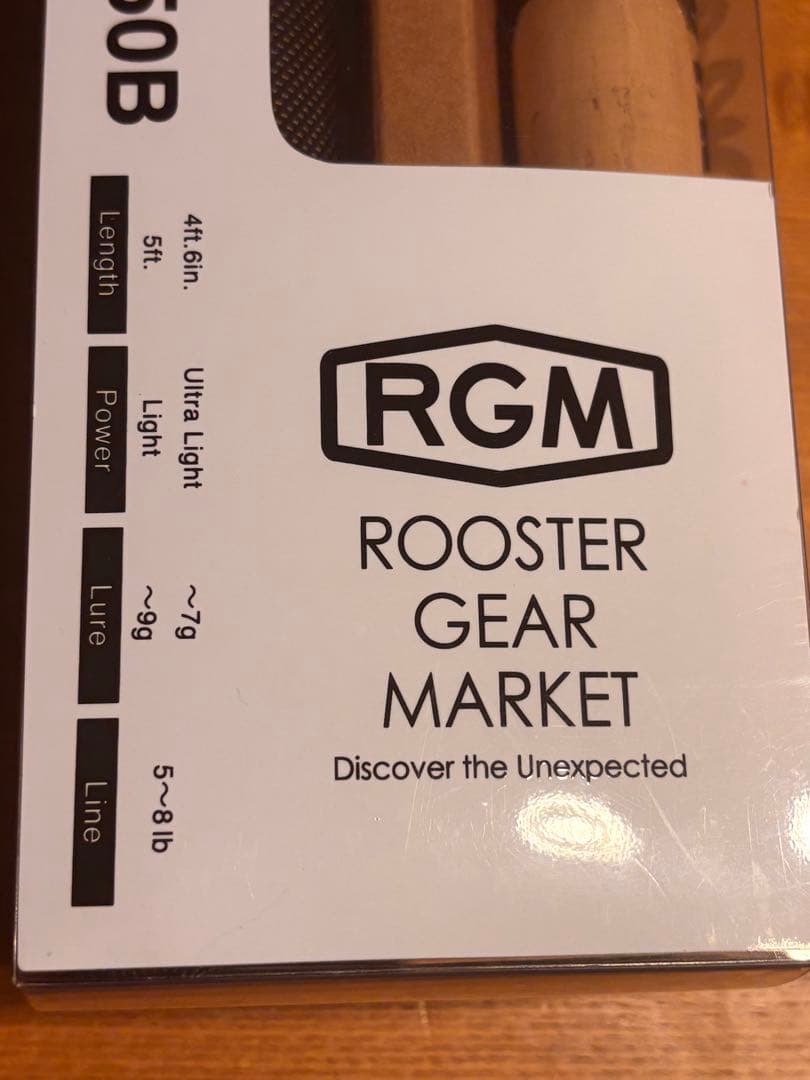 50B
Length
5ft.
4ft.6in.
Power
Light
Ultra Light
Lure
~9g
~7g
Line
5~8 lb
RGM
ROOSTER
GEAR
MARKET
Discover the Unexpected